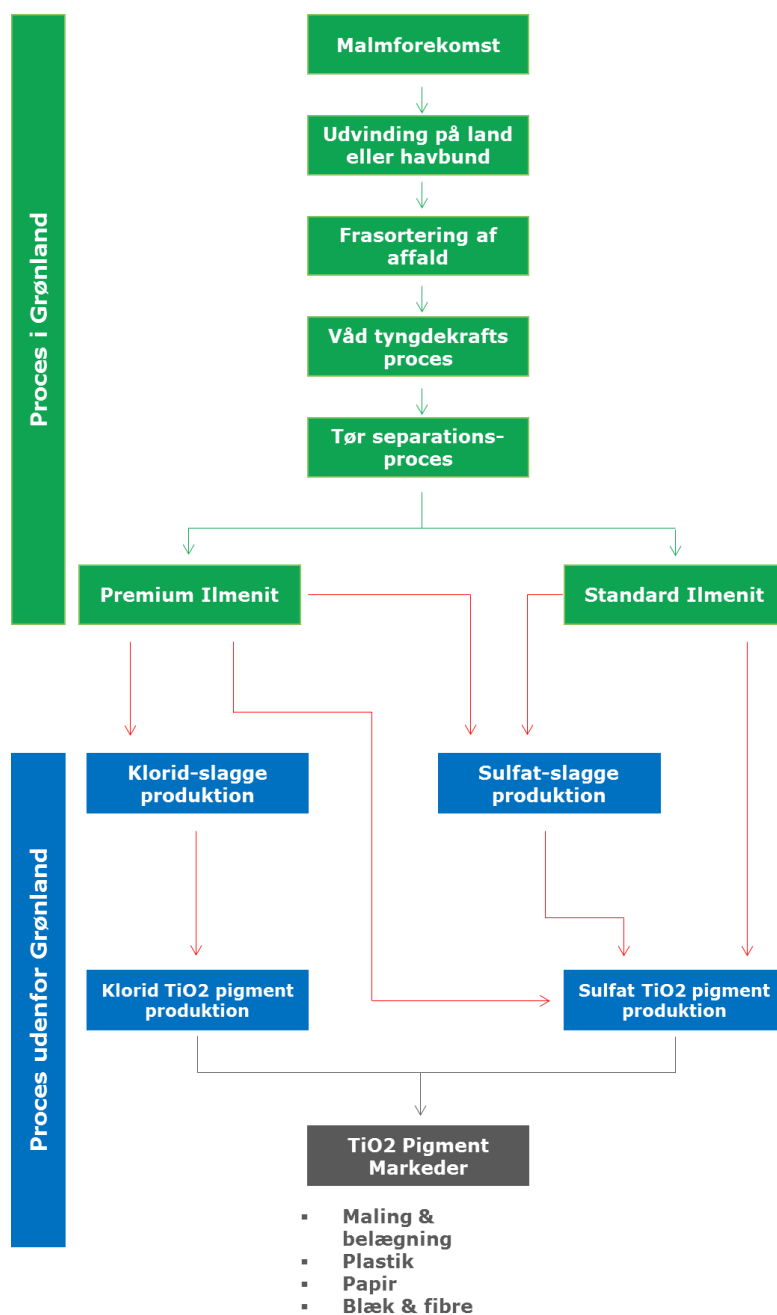 Proces i Grønland
Malmforekomst
Udvinding på land
eller havbund
Frasortering af
affald
Våd tyngdekrafts
proces
Tør separations-
proces
Premium Ilmenit
Standard Ilmenit
Proces udenfor Grønland
Klorid-slagge
produktion
Sulfat-slagge
produktion
Klorid TiO2 pigment
produktion
Sulfat TiO2 pigment
produktion
TiO2 Pigment
Markeder
▪ Maling &
belægning
▪ Plastik
▪ Papir
▪ Blæk & fibre